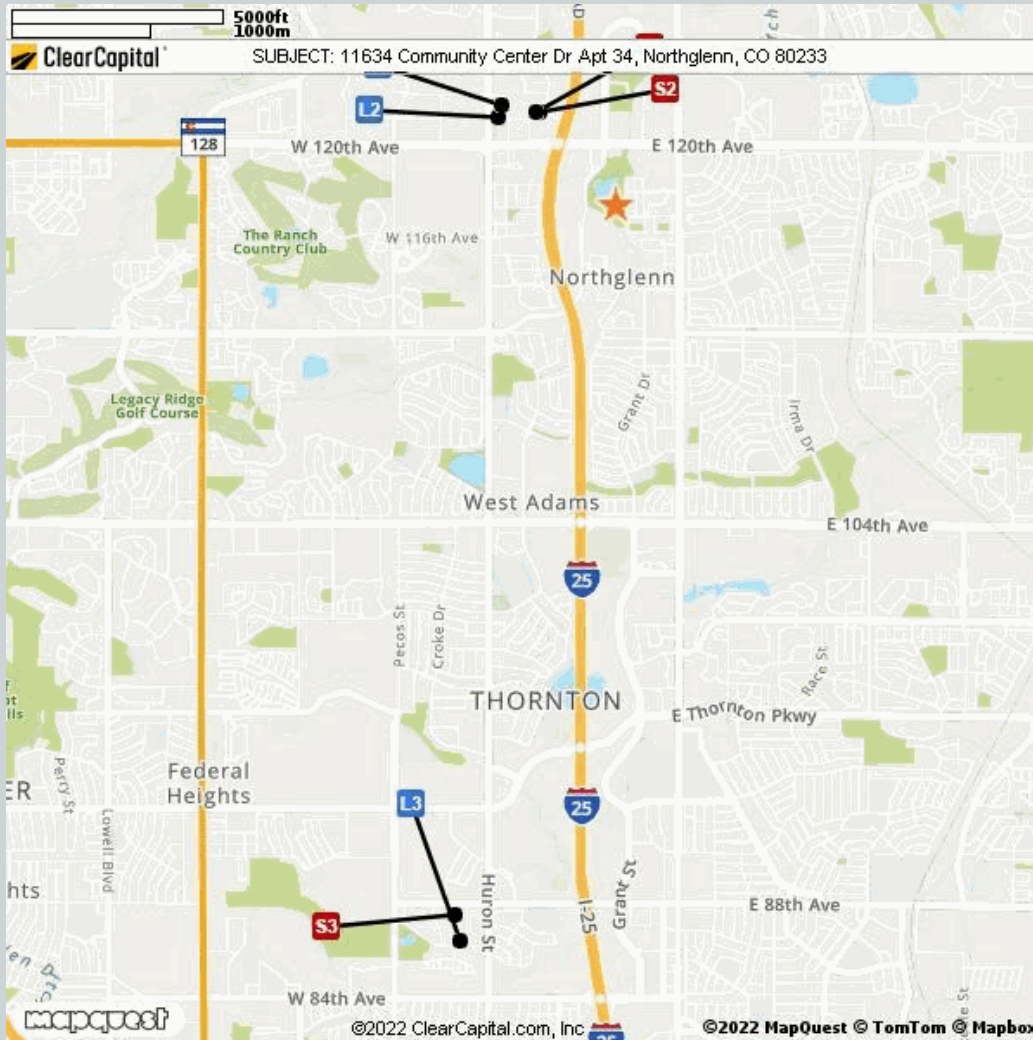 5000ft
1000m
ClearCapital
SUBJECT: 11634 Community Center Dr Apt 34, Northglenn, CO 80233
S2
L2
128
W 120th Ave
E 120th Ave
The Ranch
Country Club
W 116th Ave
Northglenn
Legacy Ridge
Golf Course
Grant Dr
Irma Dr
West Adams
E 104th Ave
25
Pecos St
Croke Dr
Race St
THORNTON
E Thornton Pkwy
Perry St
Federal
Heights
ER
L3
25
Lowell Blvd
Huron St
Grant St
hts
E 88th Ave
I-25
S3
W 84th Ave
mapquest
©2022 ClearCapital.com, Inc
25
©2022 MapQuest © TomTom © Mapbox